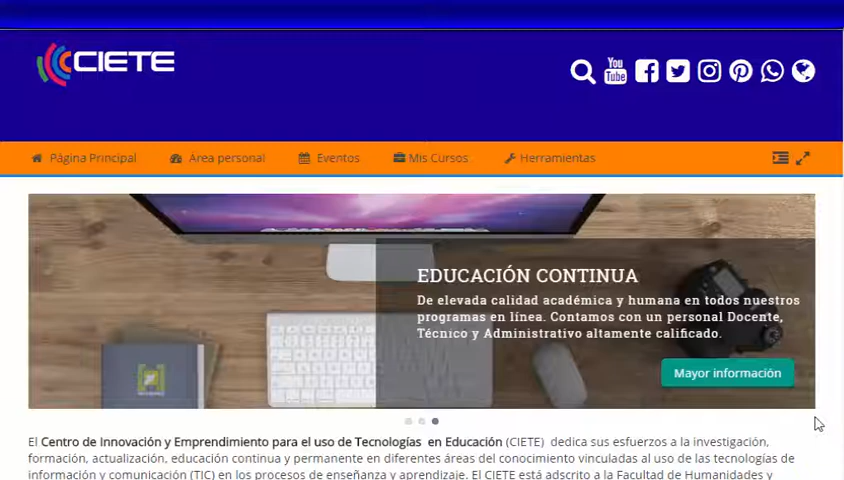 CIETE
You
Tube
Página Principal
Área personal
Eventos
Mis Cursos
Herramientas
EDUCACIÓN CONTINUA
De elevada calidad académica y humana en todos nuestros
programas en línea. Contamos con un personal Docente,
Técnico y Administrativo altamente calificado.
Mayor información
El Centro de Innovación y Emprendimiento para el uso de Tecnologías en Educación (CIETE) dedica sus esfuerzos a la investigación,
formación, actualización, educación continua y permanente en diferentes áreas del conocimiento vinculadas al uso de las tecnologías de
información y comunicación (TIC) en los procesos de enseñanza y aprendizaje. El CIETE está adscrito a la Facultad de Humanidades y